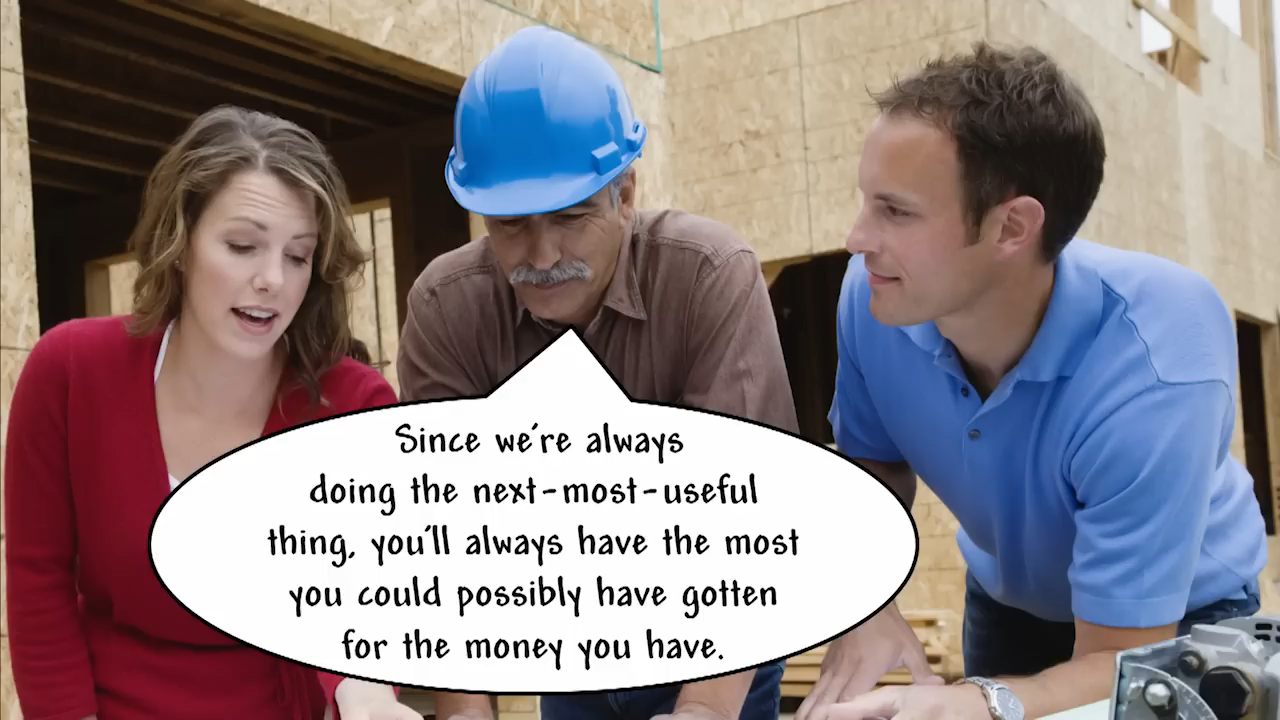 Since we're always
doing the next-most-useful
thing, you'll always have the most
you could possibly have gotten
for the money you have.